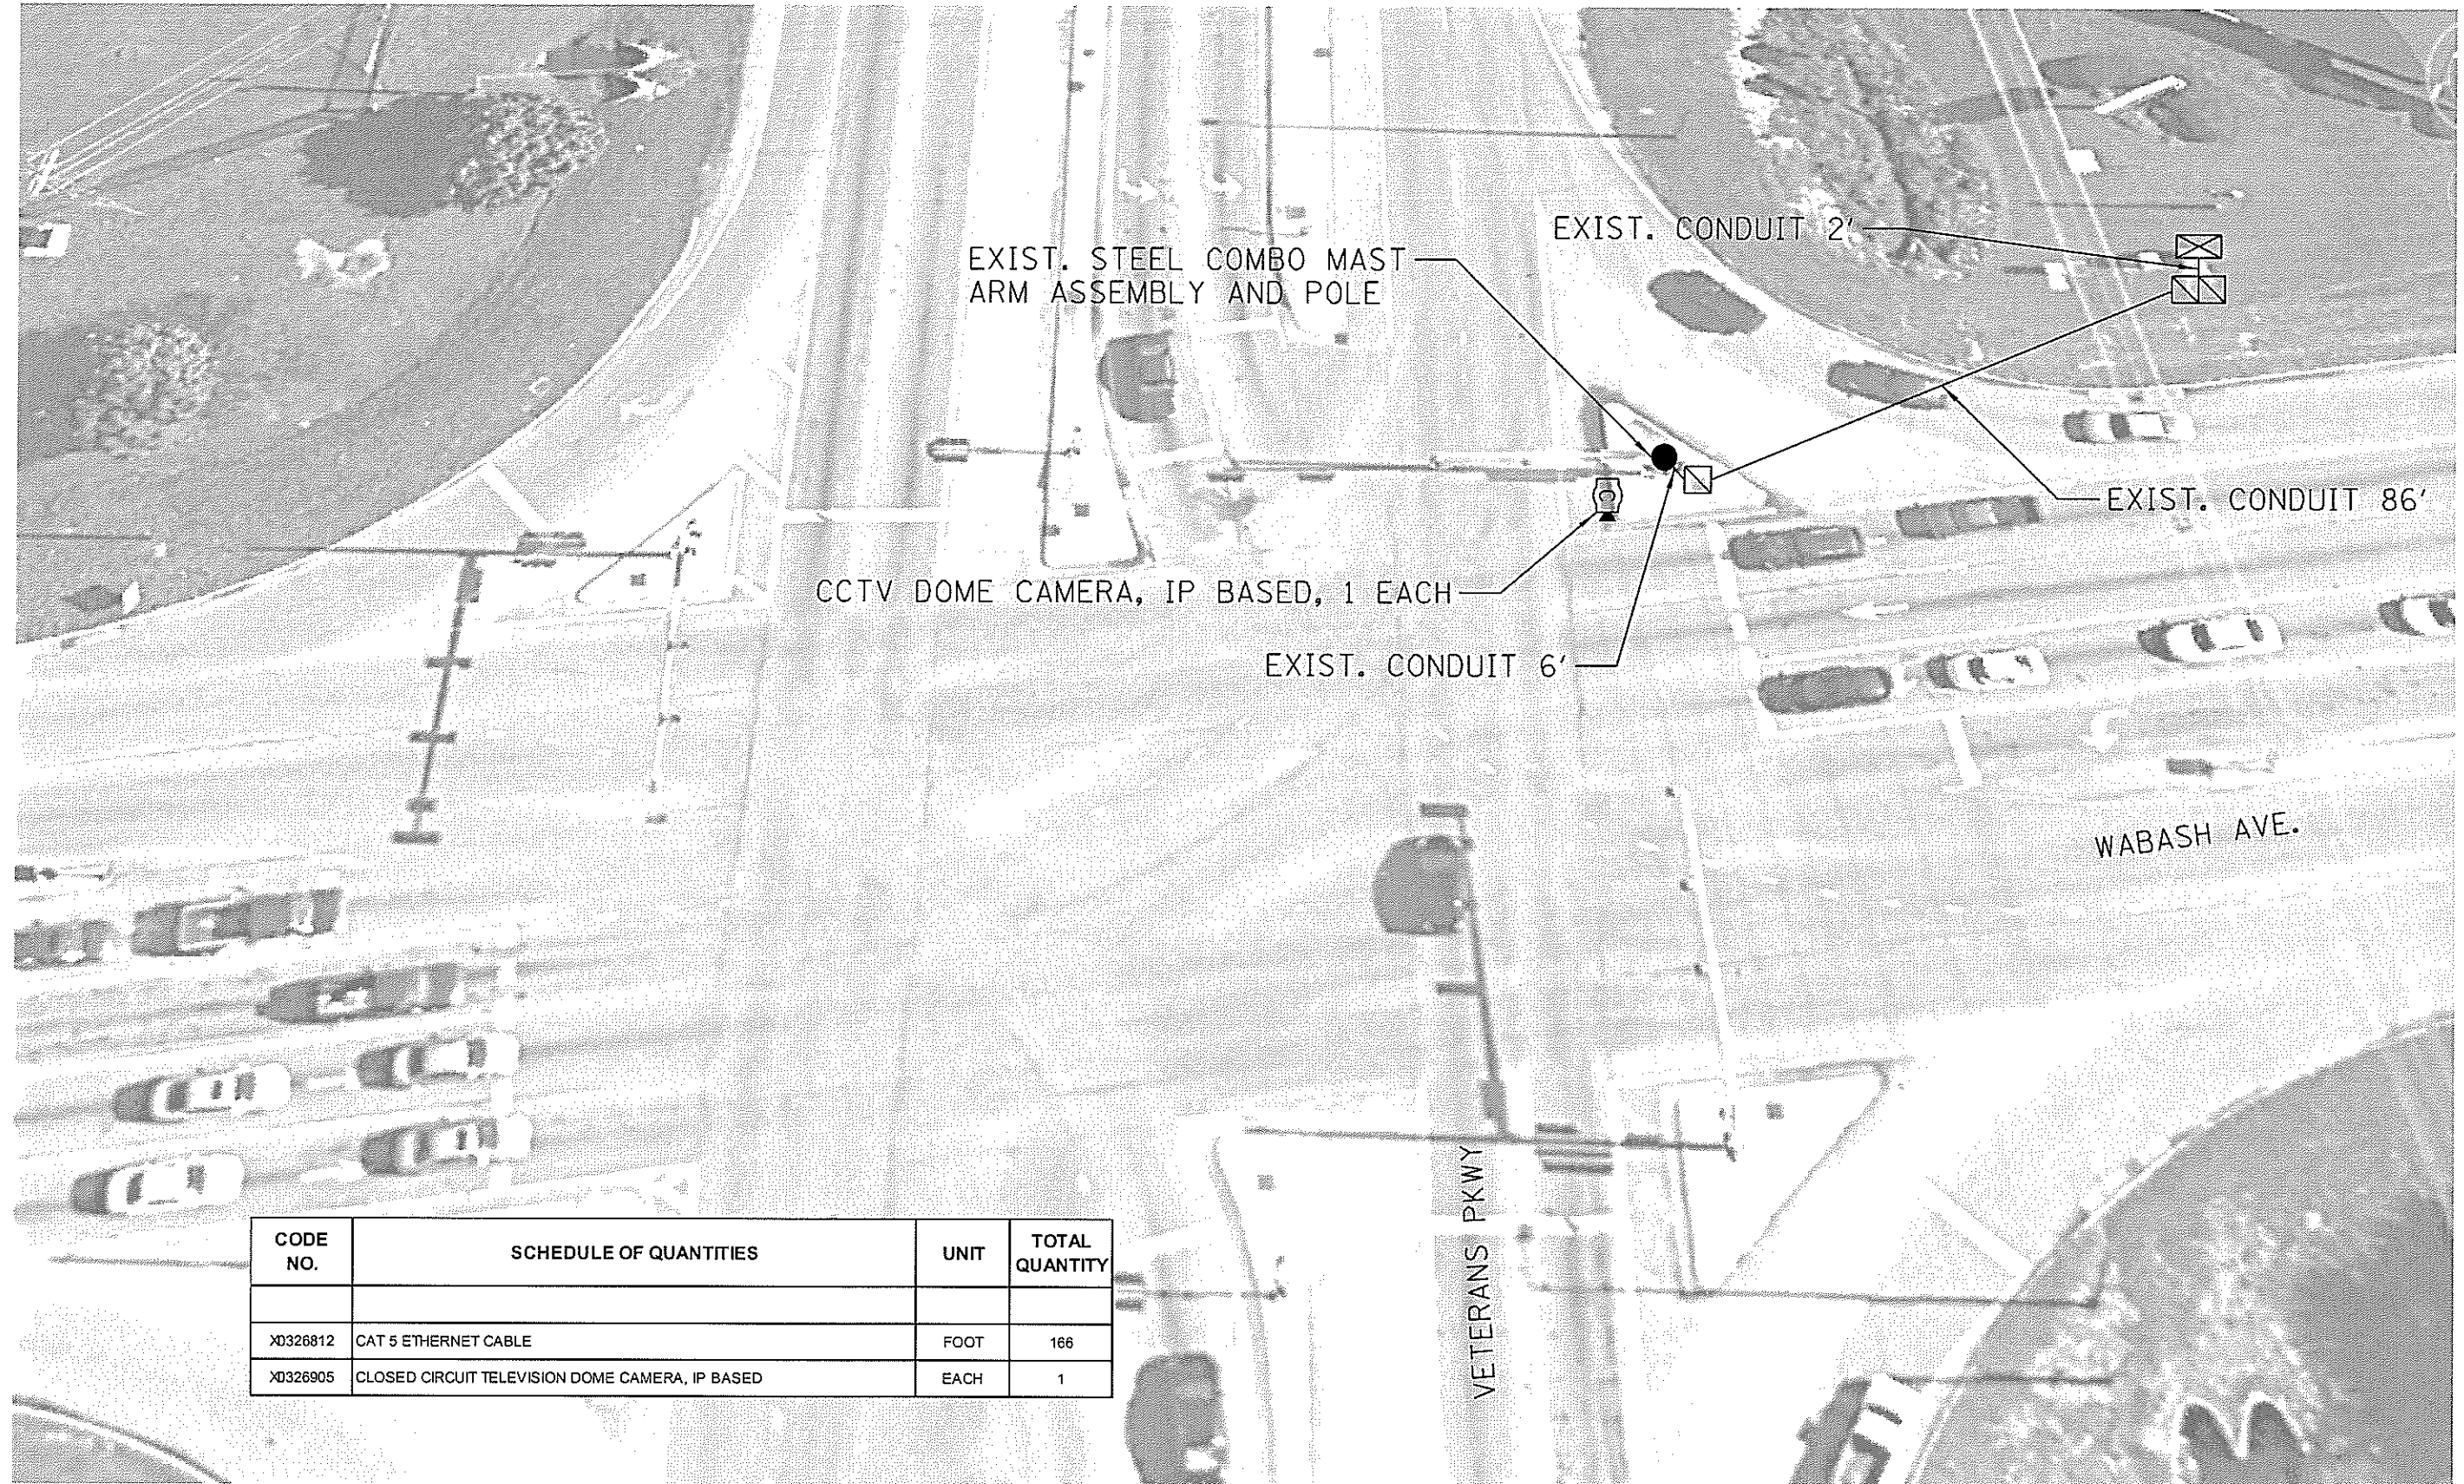 EXIST. CONDUIT 2'
EXIST. STEEL COMBO MAST
ARM ASSEMBLY AND POLE
EXIST. CONDUIT 86'
CCTV DOME CAMERA, IP BASED, 1 EACH
EXIST. CONDUIT 6'
WABASH AVE.
VETERANS PKWY
CODE NO. SCHEDULE OF QUANTITIES UNIT TOTAL QUANTITY
X0326812 CAT 5 ETHERNET CABLE FOOT 166
X0326905 CLOSED CIRCUIT TELEVISION DOME CAMERA, IP BASED EACH 1